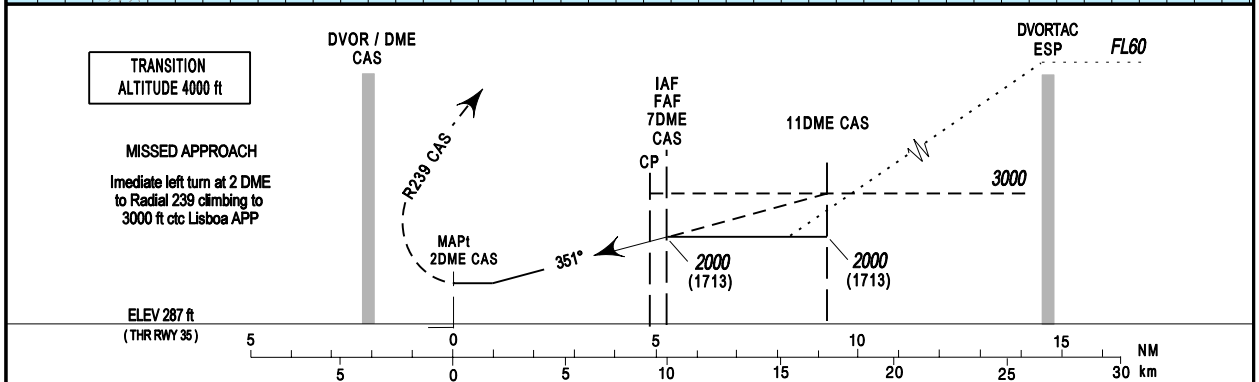 TRANSITION
ALTITUDE 4000 ft
MISSED APPROACH
Imediate left turn at 2 DME
to Radial 239 climbing to
3000 ft ctc Lisboa APP
ELEV 287 ft
( THR RWY 35 )
DVOR / DME
CAS
R239 CAS
MAPt
2DME CAS
351°
IAF
FAF
7DME
CAS
CP
2000
(1713)
11DME CAS
2000
(1713)
3000
DVORTAC
ESP
FL60
5 0 5 10 15 NM
5 0 5 10 15 20 25 30 km